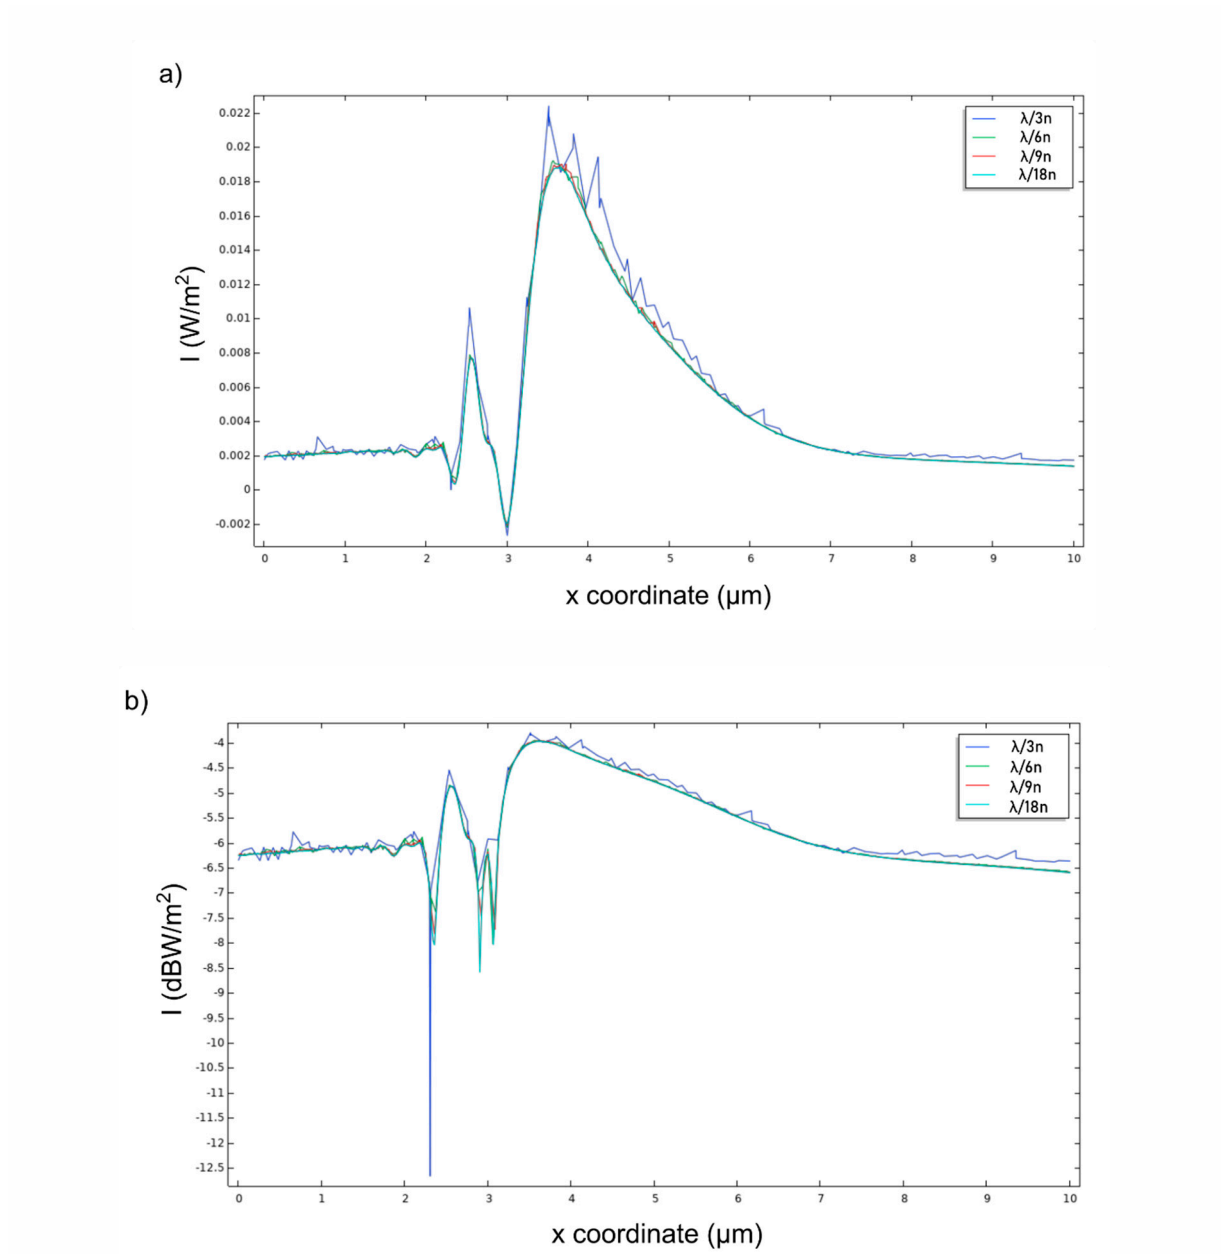 a)
0.022
0.02
0.018
0.016
0.014
0.012
0.01
0.008
0.006
0.004
0.002
0
-0.002
I (W/m²)
λ/3n
λ/6n
λ/9n
λ/18n
0 1 2 3 4 5 6 7 8 9 10
x coordinate (µm)
b)
-4
-4.5
-5
-5.5
-6
-6.5
-7
-7.5
-8
-8.5
-9
-9.5
-10
-10.5
-11
-11.5
-12
-12.5
I (dBW/m²)
λ/3n
λ/6n
λ/9n
λ/18n
0 1 2 3 4 5 6 7 8 9 10
x coordinate (µm)